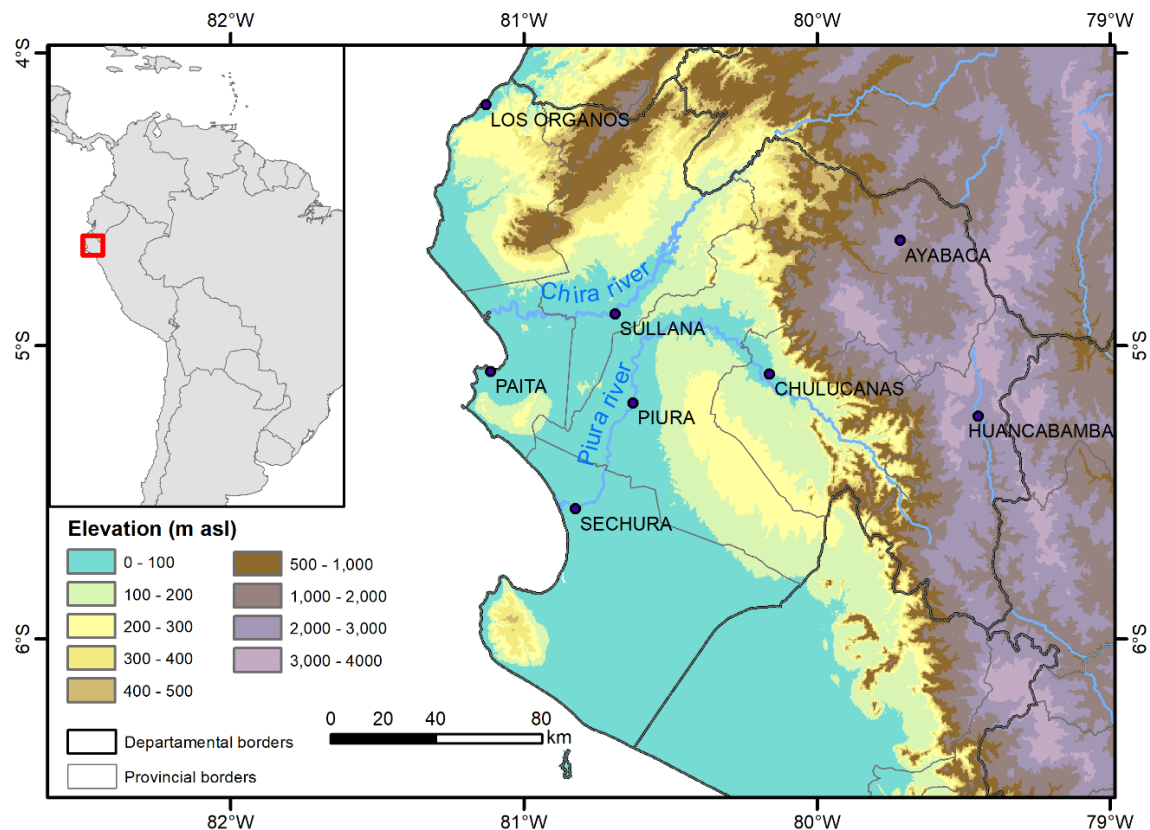 82°W 81°W 80°W 79°W
4°S
LOS ORGANOS
AYABACA
Chira river
SULLANA
5°S 5°S
PAITA
CHULUCANAS
Piura river
PIURA
HUANCABAMBA
SECHURA
Elevation (m asl)
0 - 100
100 - 200
200 - 300
300 - 400
400 - 500
500 - 1,000
1,000 - 2,000
2,000 - 3,000
3,000 - 4000
6°S 6°S
0 20 40 80
km
Departamental borders
Provincial borders
82°W 81°W 80°W 79°W